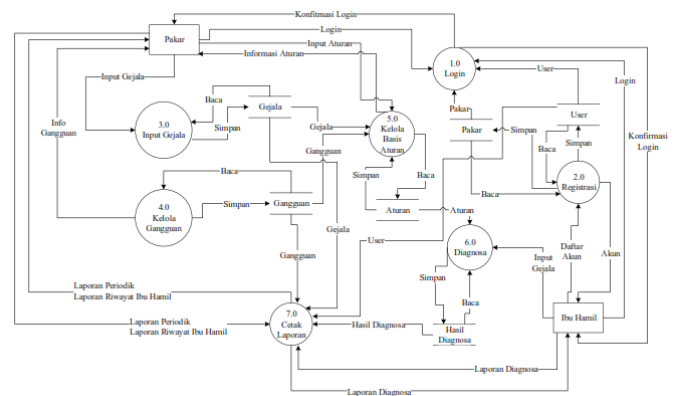 Konfitmasi Login
Login
Pakar
Input Aturan
Informasi Aturan
1.0
Login
User
Login
Input Gejala
Baca
Gejala
Pakar
User
Info
Gangguan
3.0
Input Gejala
Simpan
Gejala
5.0
Kelola
Basis
Aturan
Pakar
Simpan
Konfirmasi
Login
Gangguan
Baca
Simpan
Baca
Simpan
Baca
2.0
Registrasi
Baca
4.0
Kelola
Gangguan
Simpan
Gangguan
Aturan
Aturan
Gejala
User
6.0
Diagnosa
Daftar
Akun
Akun
Gangguan
Input
Gejala
Simpan
Laporan Periodik
Laporan Riwayat Ibu Hamil
Baca
7.0
Cetak
Laporan
Laporan Periodik
Laporan Riwayat Ibu Hamil
Hasil Diagnosa
Hasil
Diagnosa
Ibu Hamil
Laporan Diagnosa
Laporan Diagnosa